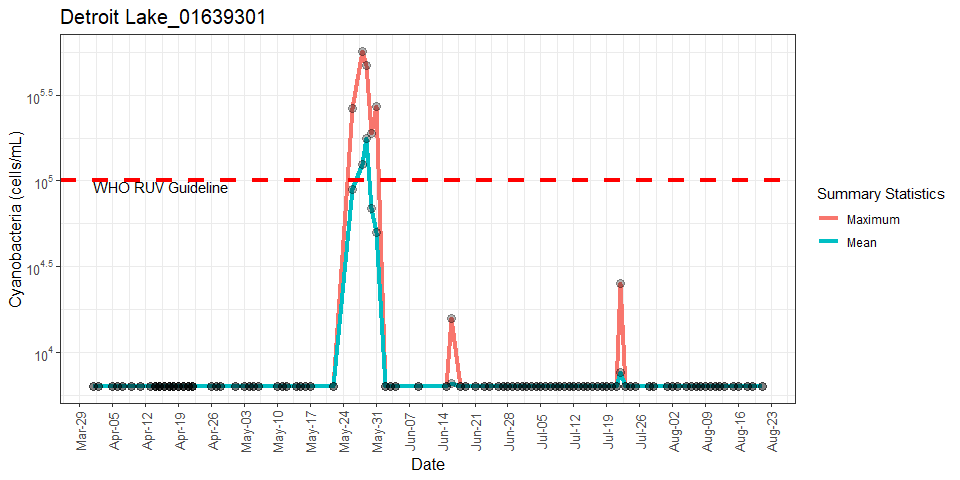 Detroit Lake_01639301
Cyanobacteria (cells/mL)
10^5.5
10^5
10^4.5
10^4
WHO RUV Guideline
Mar-29
Apr-05
Apr-12
Apr-19
Apr-26
May-03
May-10
May-17
May-24
May-31
Jun-07
Jun-14
Jun-21
Jun-28
Jul-05
Jul-12
Jul-19
Jul-26
Aug-02
Aug-09
Aug-16
Aug-23
Date
Summary Statistics
Maximum
Mean